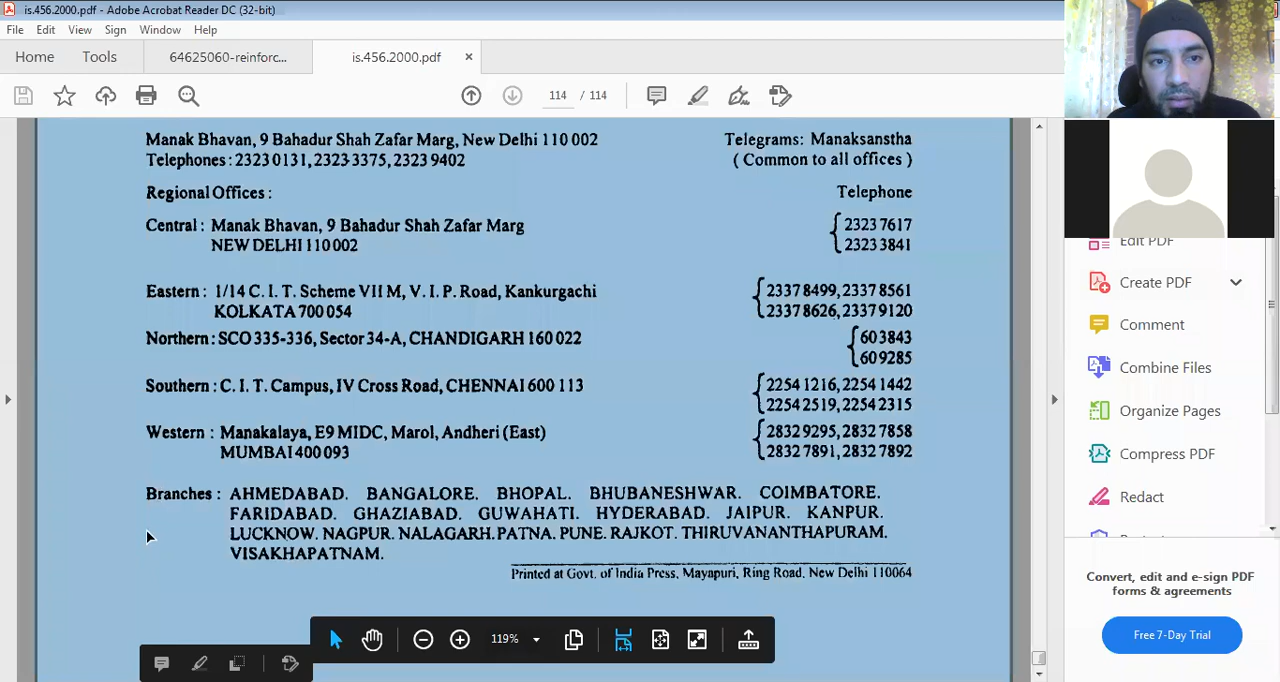 is.456.2000.pdf - Adobe Acrobat Reader DC (32-bit)
File Edit View Sign Window Help
Home Tools 64625060-reinforc... is.456.2000.pdf ×
114 / 114
Manak Bhavan, 9 Bahadur Shah Zafar Marg, New Delhi 110 002 Telegrams: Manaksanstha
Telephones : 2323 0131, 2323 3375, 2323 9402 ( Common to all offices )
Regional Offices : Telephone
Central : Manak Bhavan, 9 Bahadur Shah Zafar Marg 2323 7617
NEW DELHI 110 002 2323 3841
Eastern : 1/14 C. I. T. Scheme VII M, V. I. P. Road, Kankurgachi 2337 8499, 2337 8561
KOLKATA 700 054 2337 8626, 2337 9120
Northern : SCO 335-336, Sector 34-A, CHANDIGARH 160 022 60 3843
60 9285
Southern : C. I. T. Campus, IV Cross Road, CHENNAI 600 113 2254 1216, 2254 1442
2254 2519, 2254 2315
Western : Manakalaya, E9 MIDC, Marol, Andheri (East) 2832 9295, 2832 7858
MUMBAI 400 093 2832 7891, 2832 7892
Branches : AHMEDABAD. BANGALORE. BHOPAL. BHUBANESHWAR. COIMBATORE.
FARIDABAD. GHAZIABAD. GUWAHATI. HYDERABAD. JAIPUR. KANPUR.
LUCKNOW. NAGPUR. NALAGARH. PATNA. PUNE. RAJKOT. THIRUVANANTHAPURAM.
VISAKHAPATNAM.
Printed at Govt. of India Press, Mayapuri, Ring Road, New Delhi 110064
119%
Edit PDF
Create PDF
Comment
Combine Files
Organize Pages
Compress PDF
Redact
Convert, edit and e-sign PDF
forms & agreements
Free 7-Day Trial